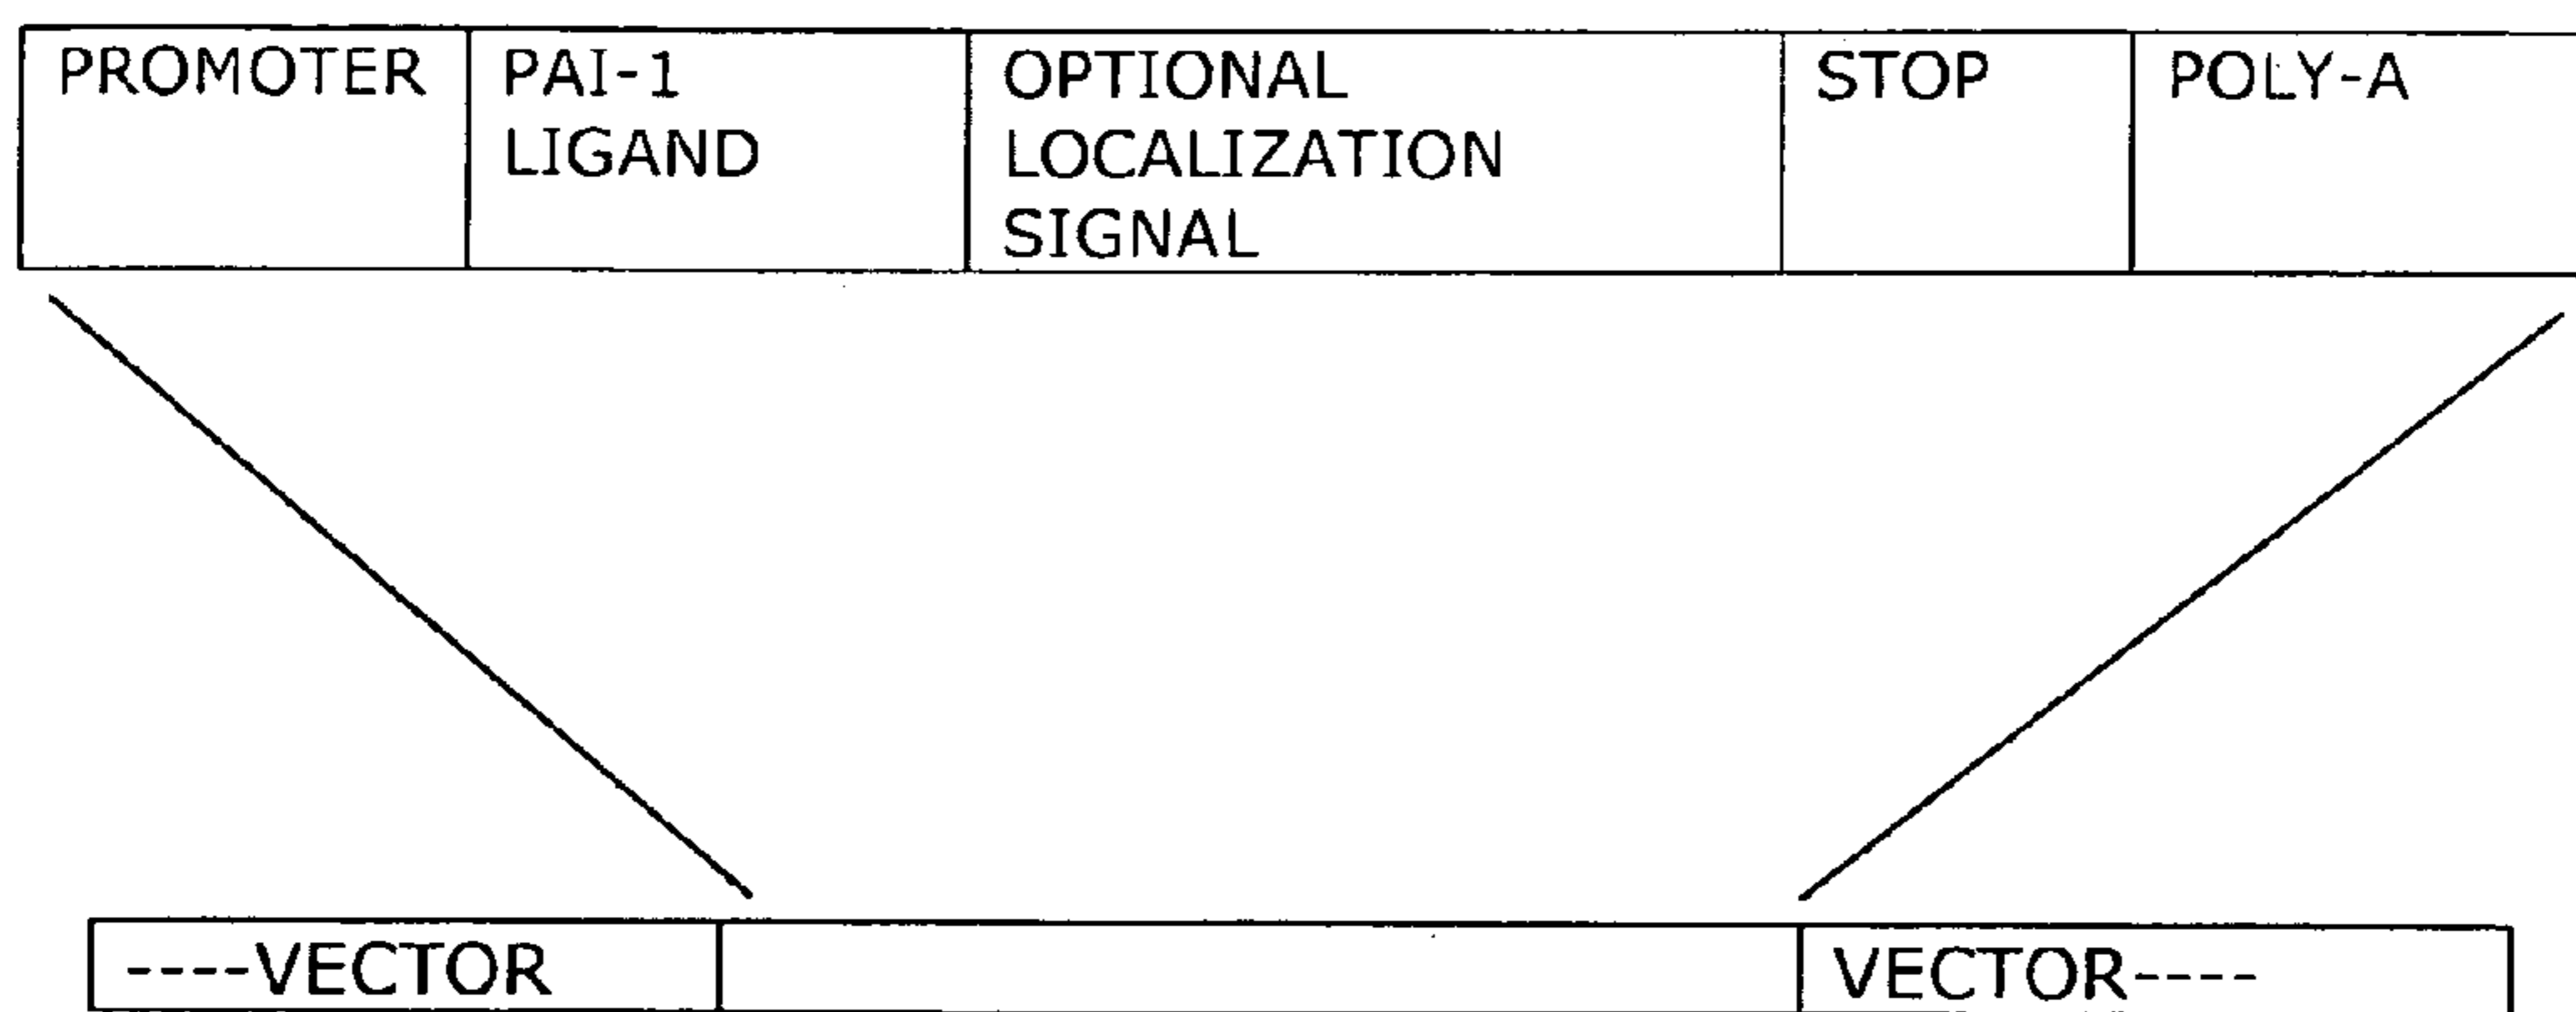 PROMOTER
PAI-1
LIGAND
OPTIONAL
LOCALIZATION
SIGNAL
STOP
POLY-A
----VECTOR
VECTOR----